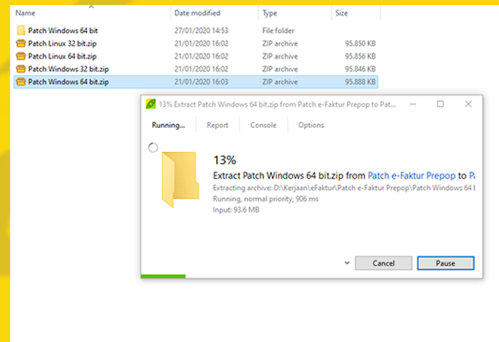 Name Date modified Type Size
Patch Windows 64 bit 27/01/2020 14:53 File folder
Patch Linux 32 bit.zip 21/01/2020 16:02 ZIP archive 95.850 KB
Patch Linux 64 bit.zip 21/01/2020 16:02 ZIP archive 95.856 KB
Patch Windows 32 bit.zip 21/01/2020 16:02 ZIP archive 95.846 KB
Patch Windows 64 bit.zip 21/01/2020 16:03 ZIP archive 95.888 KB
13% Extract Patch Windows 64 bit.zip from Patch e-Faktur Prepop to Pat...
Running... Report Console Options
13%
Extract Patch Windows 64 bit.zip from Patch e-Faktur Prepop to Pa
Extracting archive: D:\Kerjaan\eFaktur\Patch e-Faktur Prepop\Patch Windows 64 b
Running, normal priority, 906 ms
Input: 93.6 MB
Cancel Pause